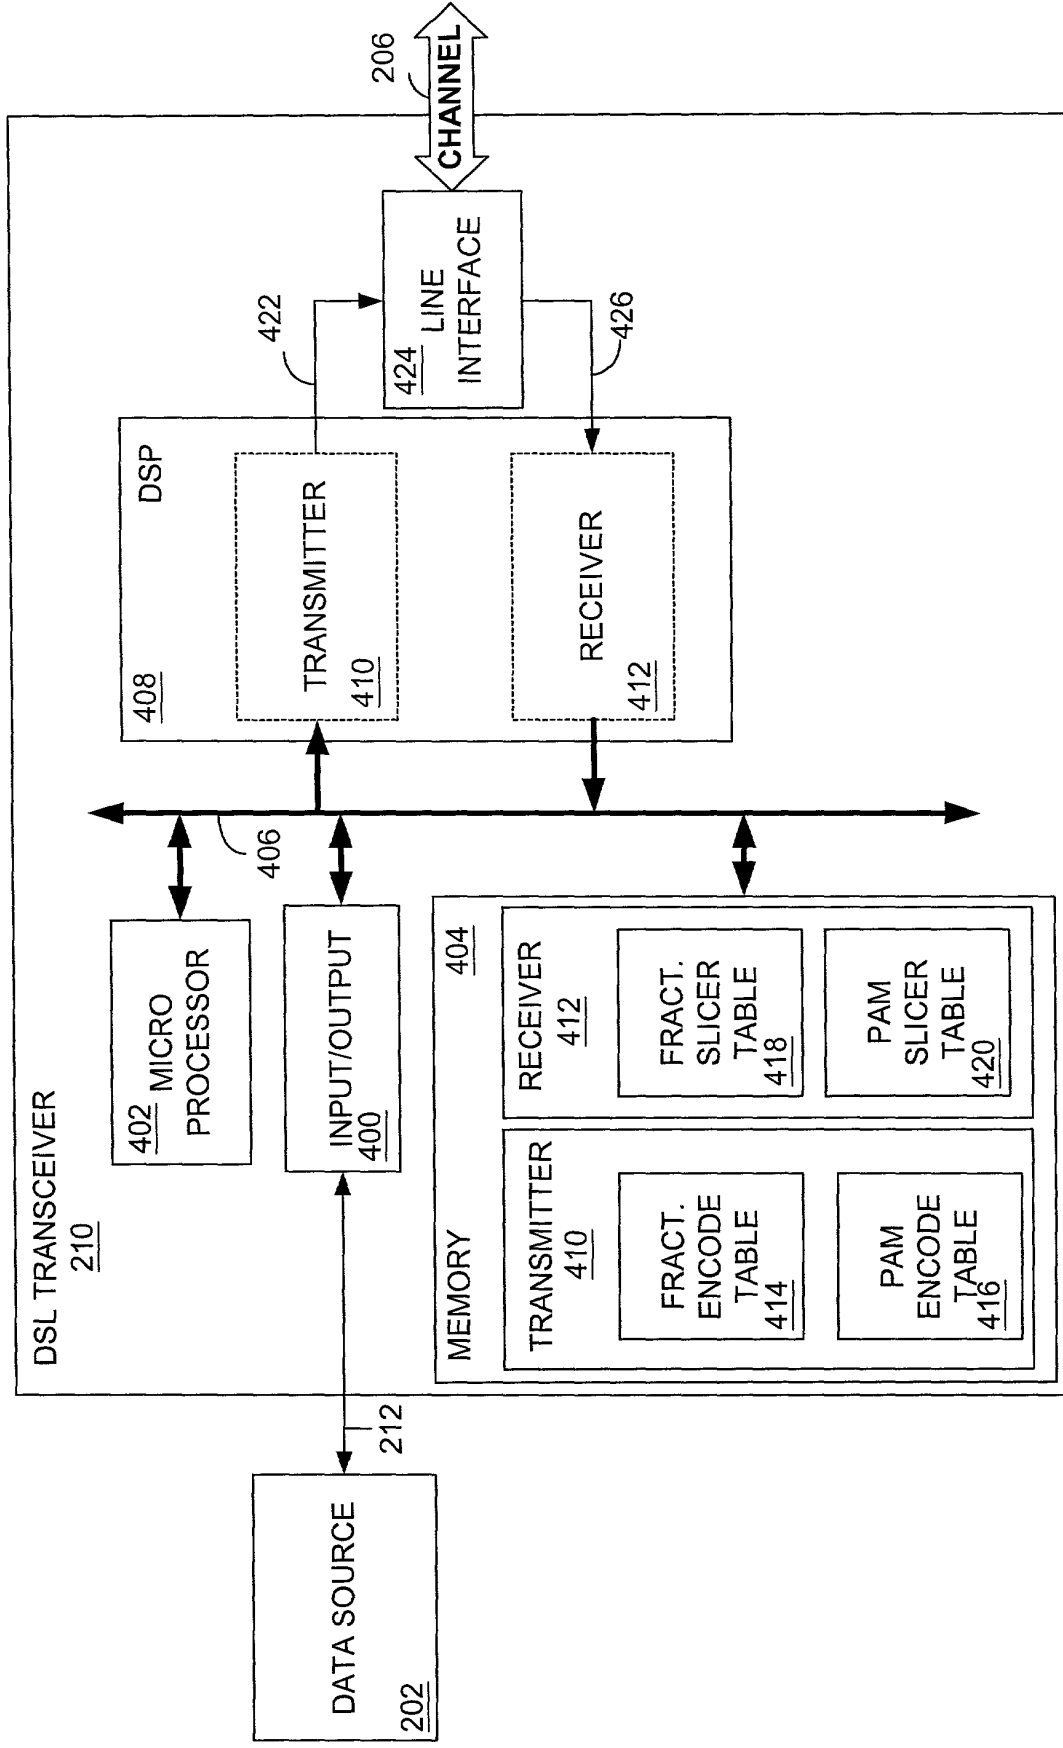 DSL TRANSCEIVER
210
DATA SOURCE
202
212
402
MICRO
PROCESSOR
INPUT/OUTPUT
400
406
MEMORY
404
TRANSMITTER
410
FRACT.
ENCODE
TABLE
414
PAM
ENCODE
TABLE
416
RECEIVER
412
FRACT.
SLICER
TABLE
418
PAM
SLICER
TABLE
420
408
DSP
TRANSMITTER
410
RECEIVER
412
422
424
LINE
INTERFACE
426
CHANNEL
206